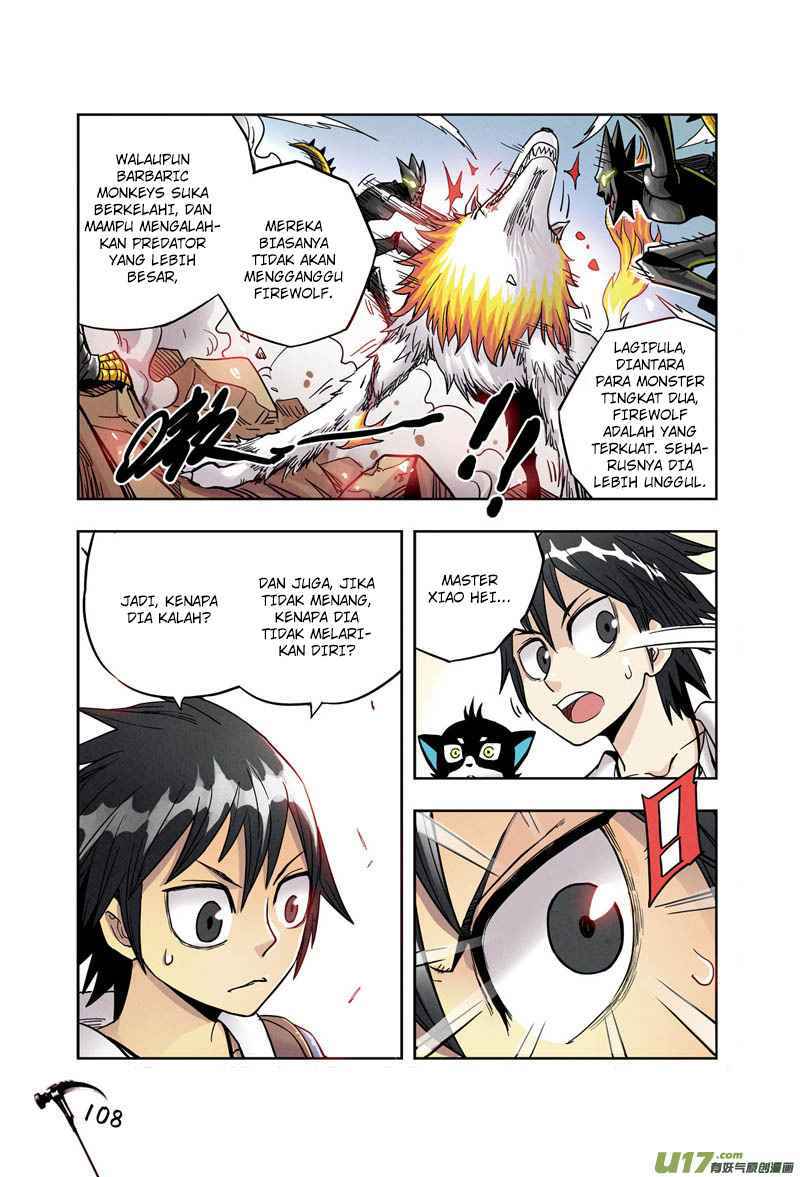 WALAUPUN
BARBARIC
MONKEYS SUKA
BERKELAHI, DAN
MAMPU MENGALAH-
KAN PREDATOR
YANG LEBIH
BESAR,
MEREKA
BIASANYA
TIDAK AKAN
MENGGANGGU
FIREWOLF.
LAGIPULA,
DIANTARA
PARA MONSTER
TINGKAT DUA,
FIREWOLF
ADALAH YANG
TERKUAT. SEHA-
RUSNYA DIA
LEBIH UNGGUL.
嗷—!!
JADI, KENAPA
DIA KALAH?
DAN JUGA, JIKA
TIDAK MENANG,
KENAPA DIA
TIDAK MELARI-
KAN DIRI?
MASTER
XIAO HEI...
!!
!
108
U17.com
有妖气原创漫画